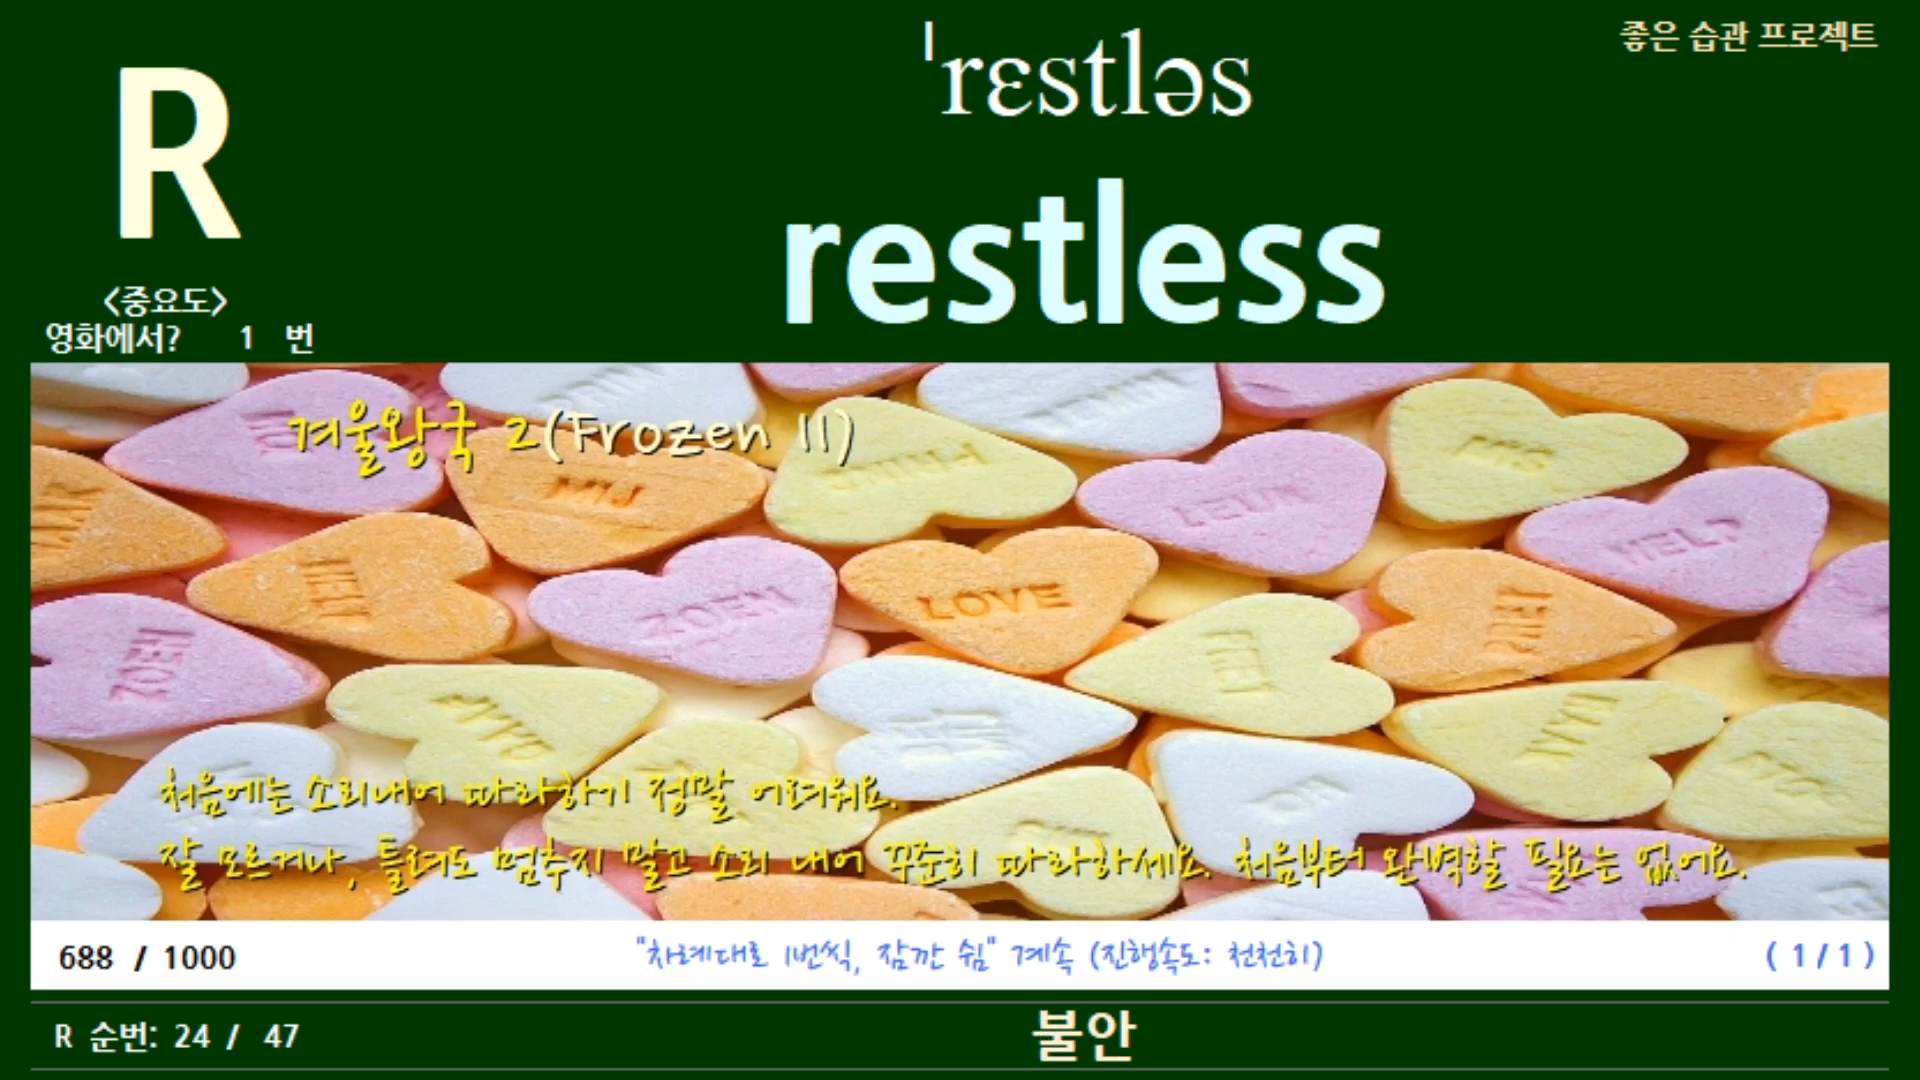 좋은 습관 프로젝트
R
ˈrɛstləs
restless
<중요도>
영화에서? 1 번
겨울왕국 2(Frozen II)
ZOEN
LOVE
HELP
처음에는 소리내어 따라하기 정말 어려워요.
잘 모르거나, 틀려도 멈추지 말고 소리 내어 꾸준히 따라하세요. 처음부터 완벽할 필요는 없어요.
688 / 1000
"차례대로 1번씩, 잠깐 쉼" 계속 (진행속도: 천천히)
( 1 / 1 )
R 순번: 24 / 47
불안